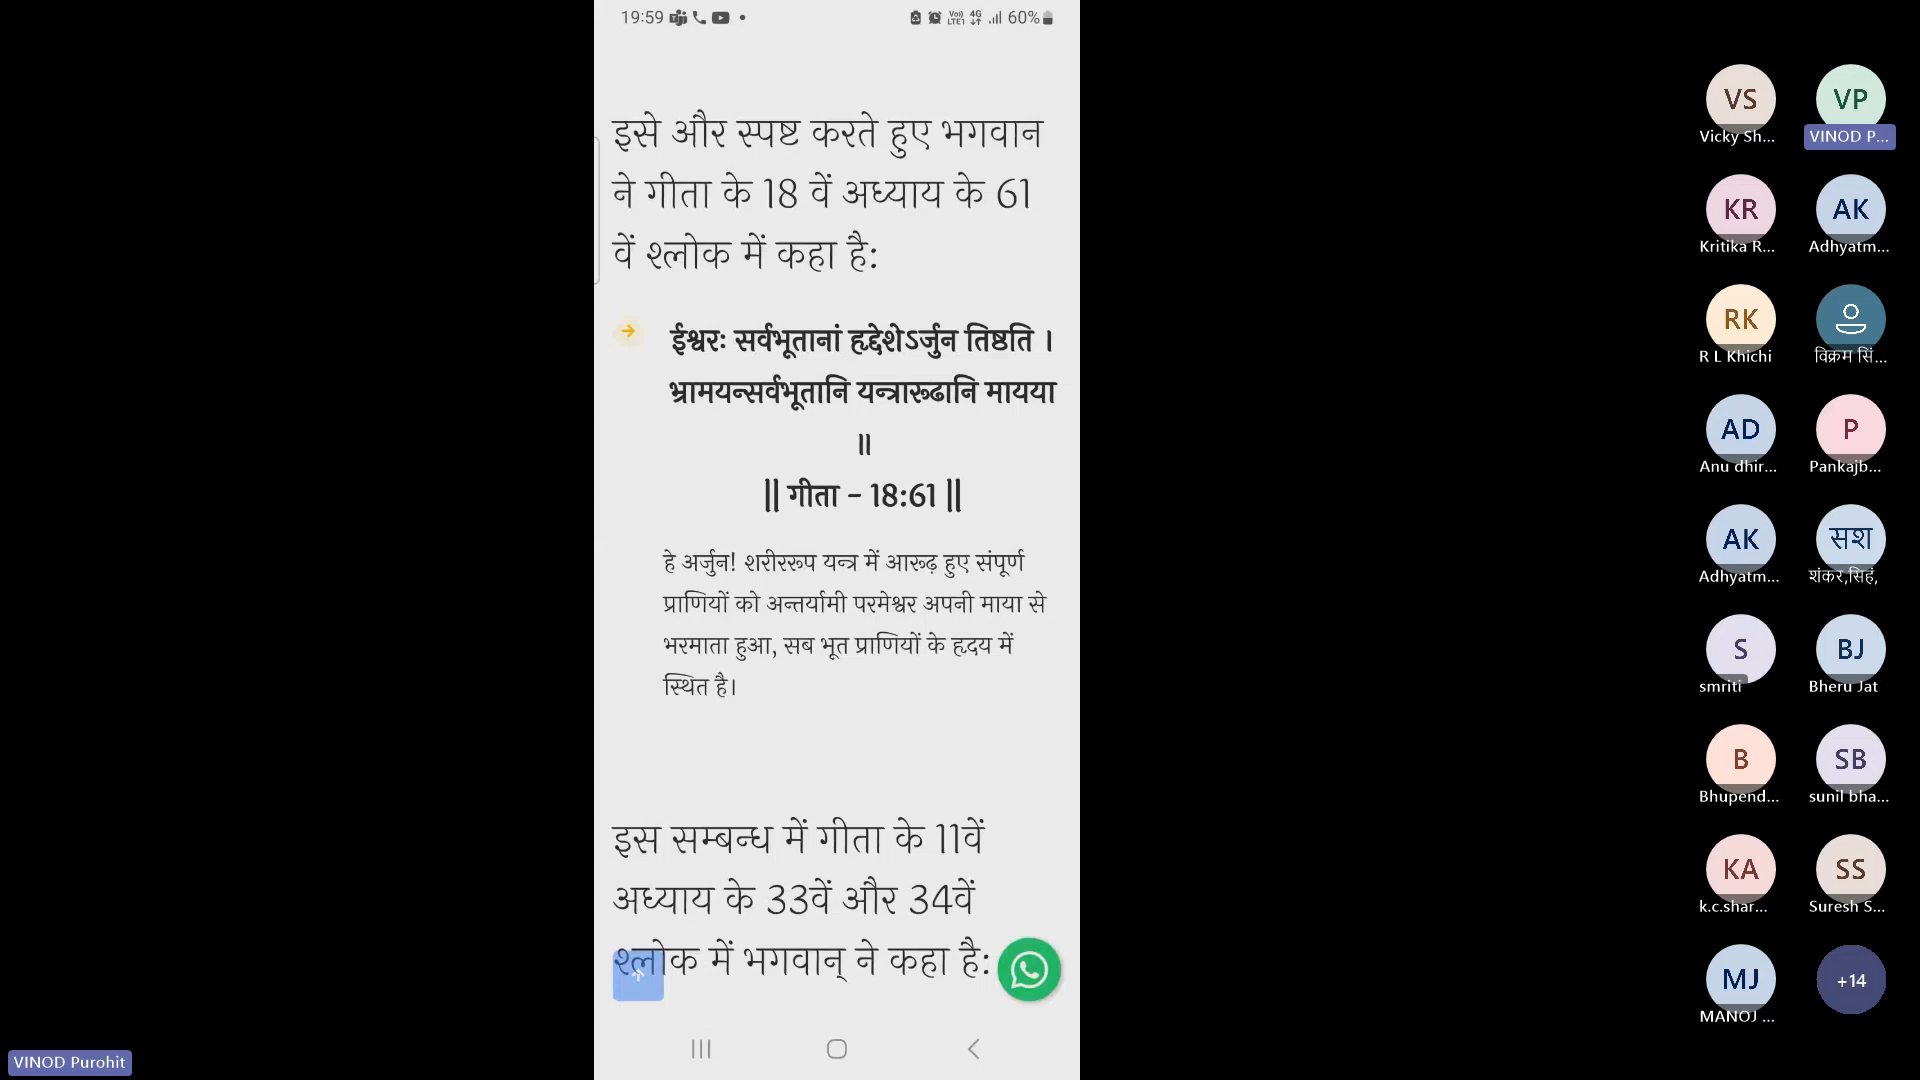 19:59
Vo)) LTE1 4G 60%
इसे और स्पष्ट करते हुए भगवान
ने गीता के 18 वें अध्याय के 61
वें श्लोक में कहा है:
ईश्वरः सर्वभूतानां हृद्देशेऽर्जुन तिष्ठति ।
भ्रामयन्सर्वभूतानि यन्त्रारूढानि मायया
॥
|| गीता – 18:61 ||
हे अर्जुन! शरीररूप यन्त्र में आरूढ़ हुए संपूर्ण
प्राणियों को अन्तर्यामी परमेश्वर अपनी माया से
भरमाता हुआ, सब भूत प्राणियों के हृदय में
स्थित है।
इस सम्बन्ध में गीता के 11वें
अध्याय के 33वें और 34वें
श्लोक में भगवान् ने कहा है:
VINOD Purohit
VS VP
Vicky Sh... VINOD P...
KR AK
Kritika R... Adhyatm...
RK
R L Khichi विक्रम सिं...
AD P
Anu dhir... Pankajb...
AK सश
Adhyatm... शंकर,सिहं,
S BJ
smriti Bheru Jat
B SB
Bhupend... sunil bha...
KA SS
k.c.shar... Suresh S...
MJ +14
MANOJ ...